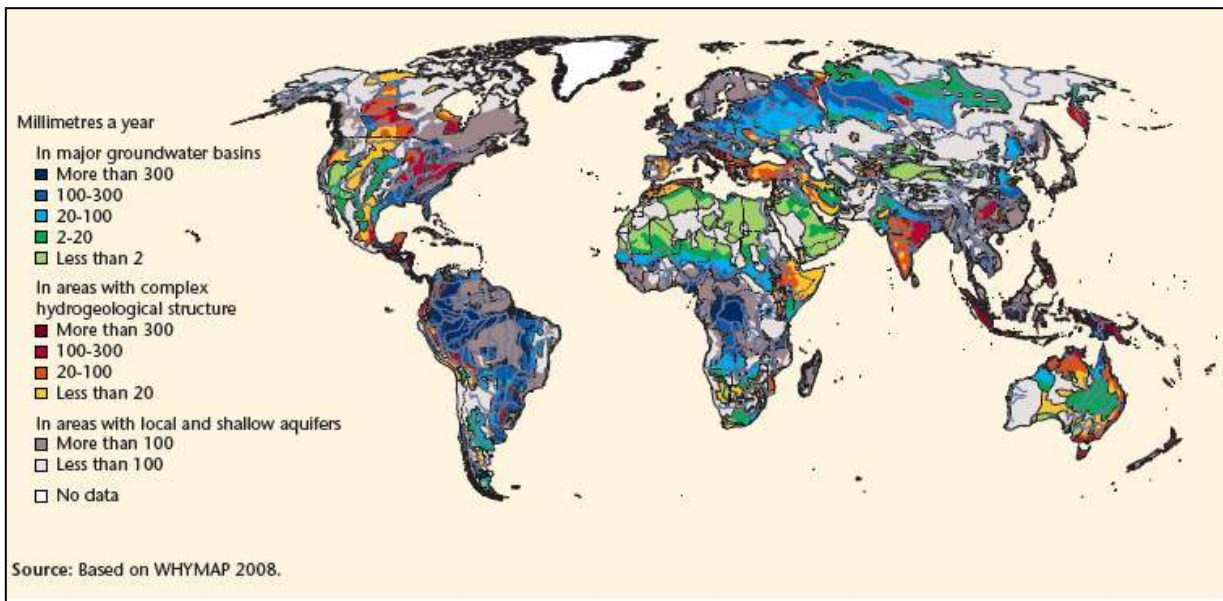 Millimetres a year
In major groundwater basins
More than 300
100-300
20-100
2-20
Less than 2
In areas with complex
hydrogeological structure
More than 300
100-300
20-100
Less than 20
In areas with local and shallow aquifers
More than 100
Less than 100
No data
Source: Based on WHYMAP 2008.